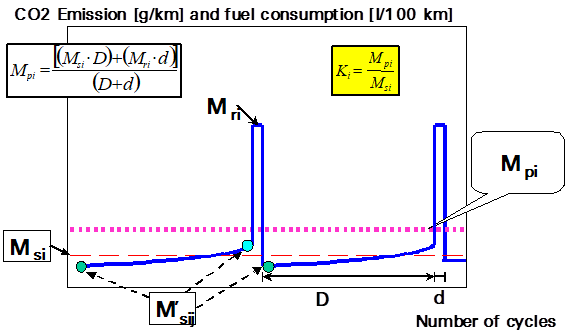 CO2 Emission [g/km] and fuel consumption [l/100 km]
M_pi = [(M_si · D) + (M_ri · d)] / (D + d)
K_i = M_pi / M_si
M_ri
M_pi
M_si
M′_sij
D
d
Number of cycles